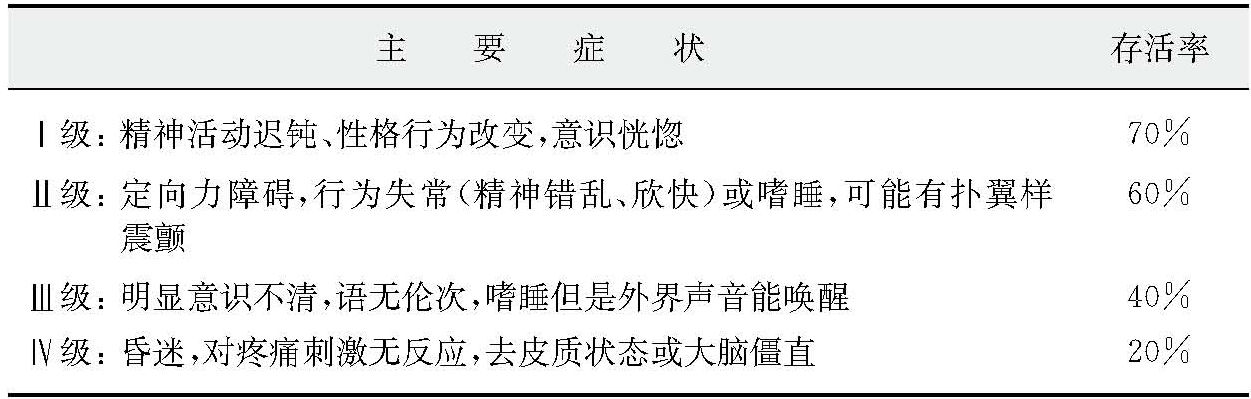 主要症状 存活率
Ⅰ级:精神活动迟钝、性格行为改变,意识恍惚 70%
Ⅱ级:定向力障碍,行为失常(精神错乱、欣快)或嗜睡,可能有扑翼样 60%
震颤
Ⅲ级:明显意识不清,语无伦次,嗜睡但是外界声音能唤醒 40%
Ⅳ级:昏迷,对疼痛刺激无反应,去皮质状态或大脑僵直 20%